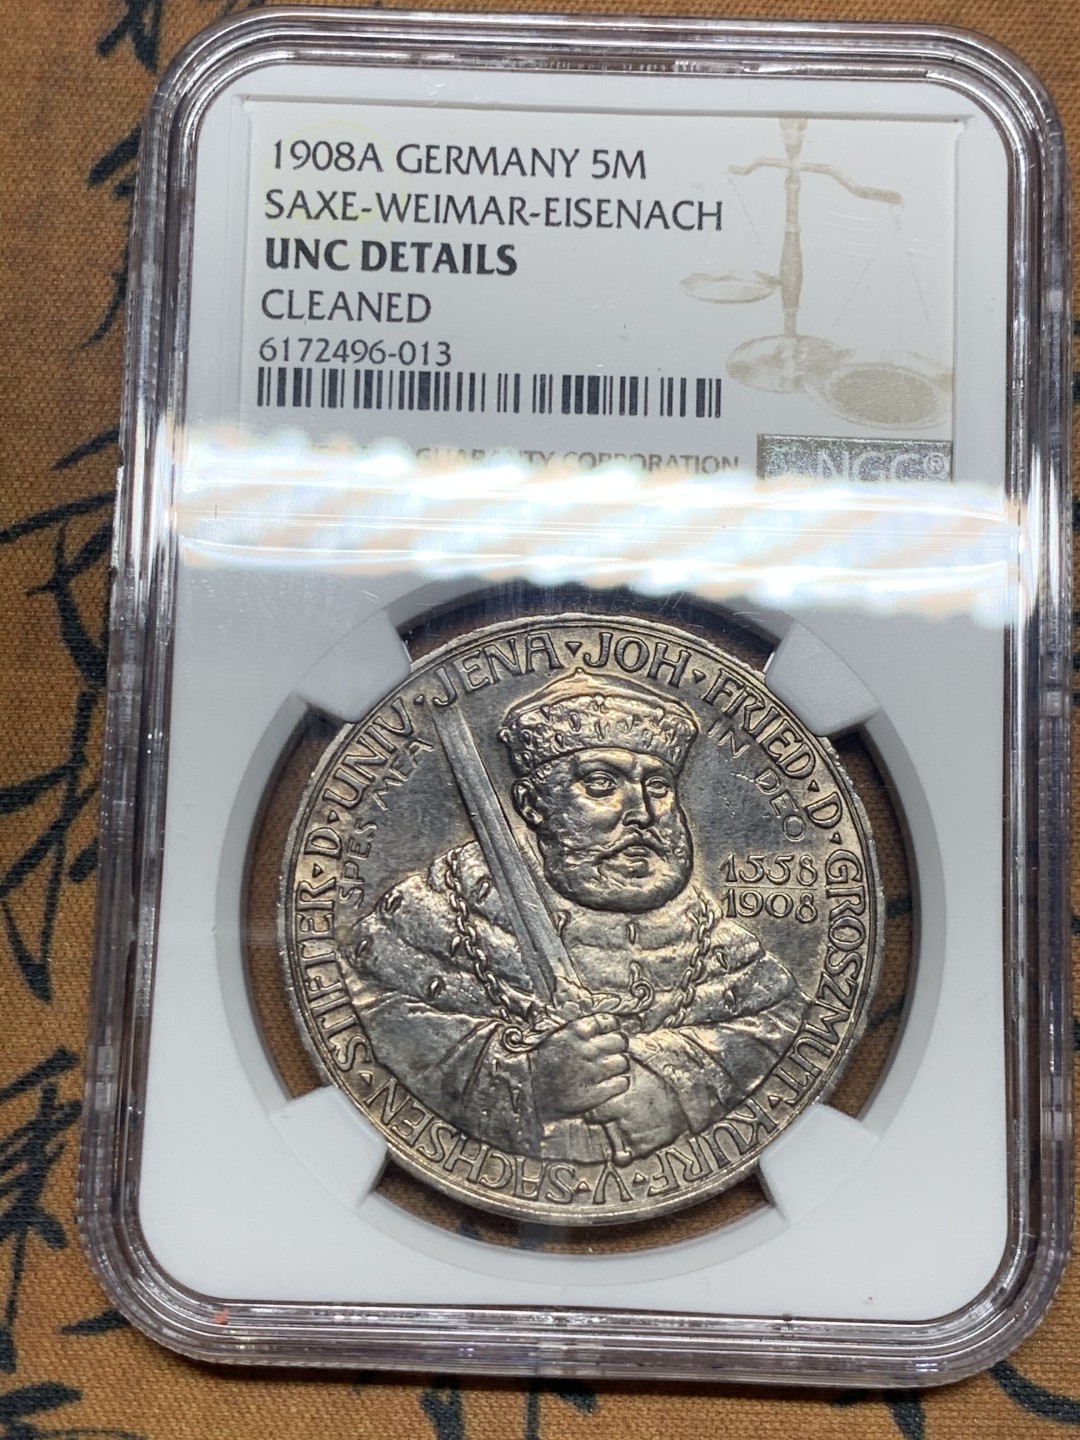 1908A GERMANY 5M
SAXE-WEIMAR-EISENACH
UNC DETAILS
CLEANED
6172496-013
GUARANTY CORPORATION
NGC®
STIFTER·D·UNIV·JENA·JOH·FRIED·D·GROSZMUT·KURF·V·SACHSEN·
SPES MEA
IN DEO
1558
1908